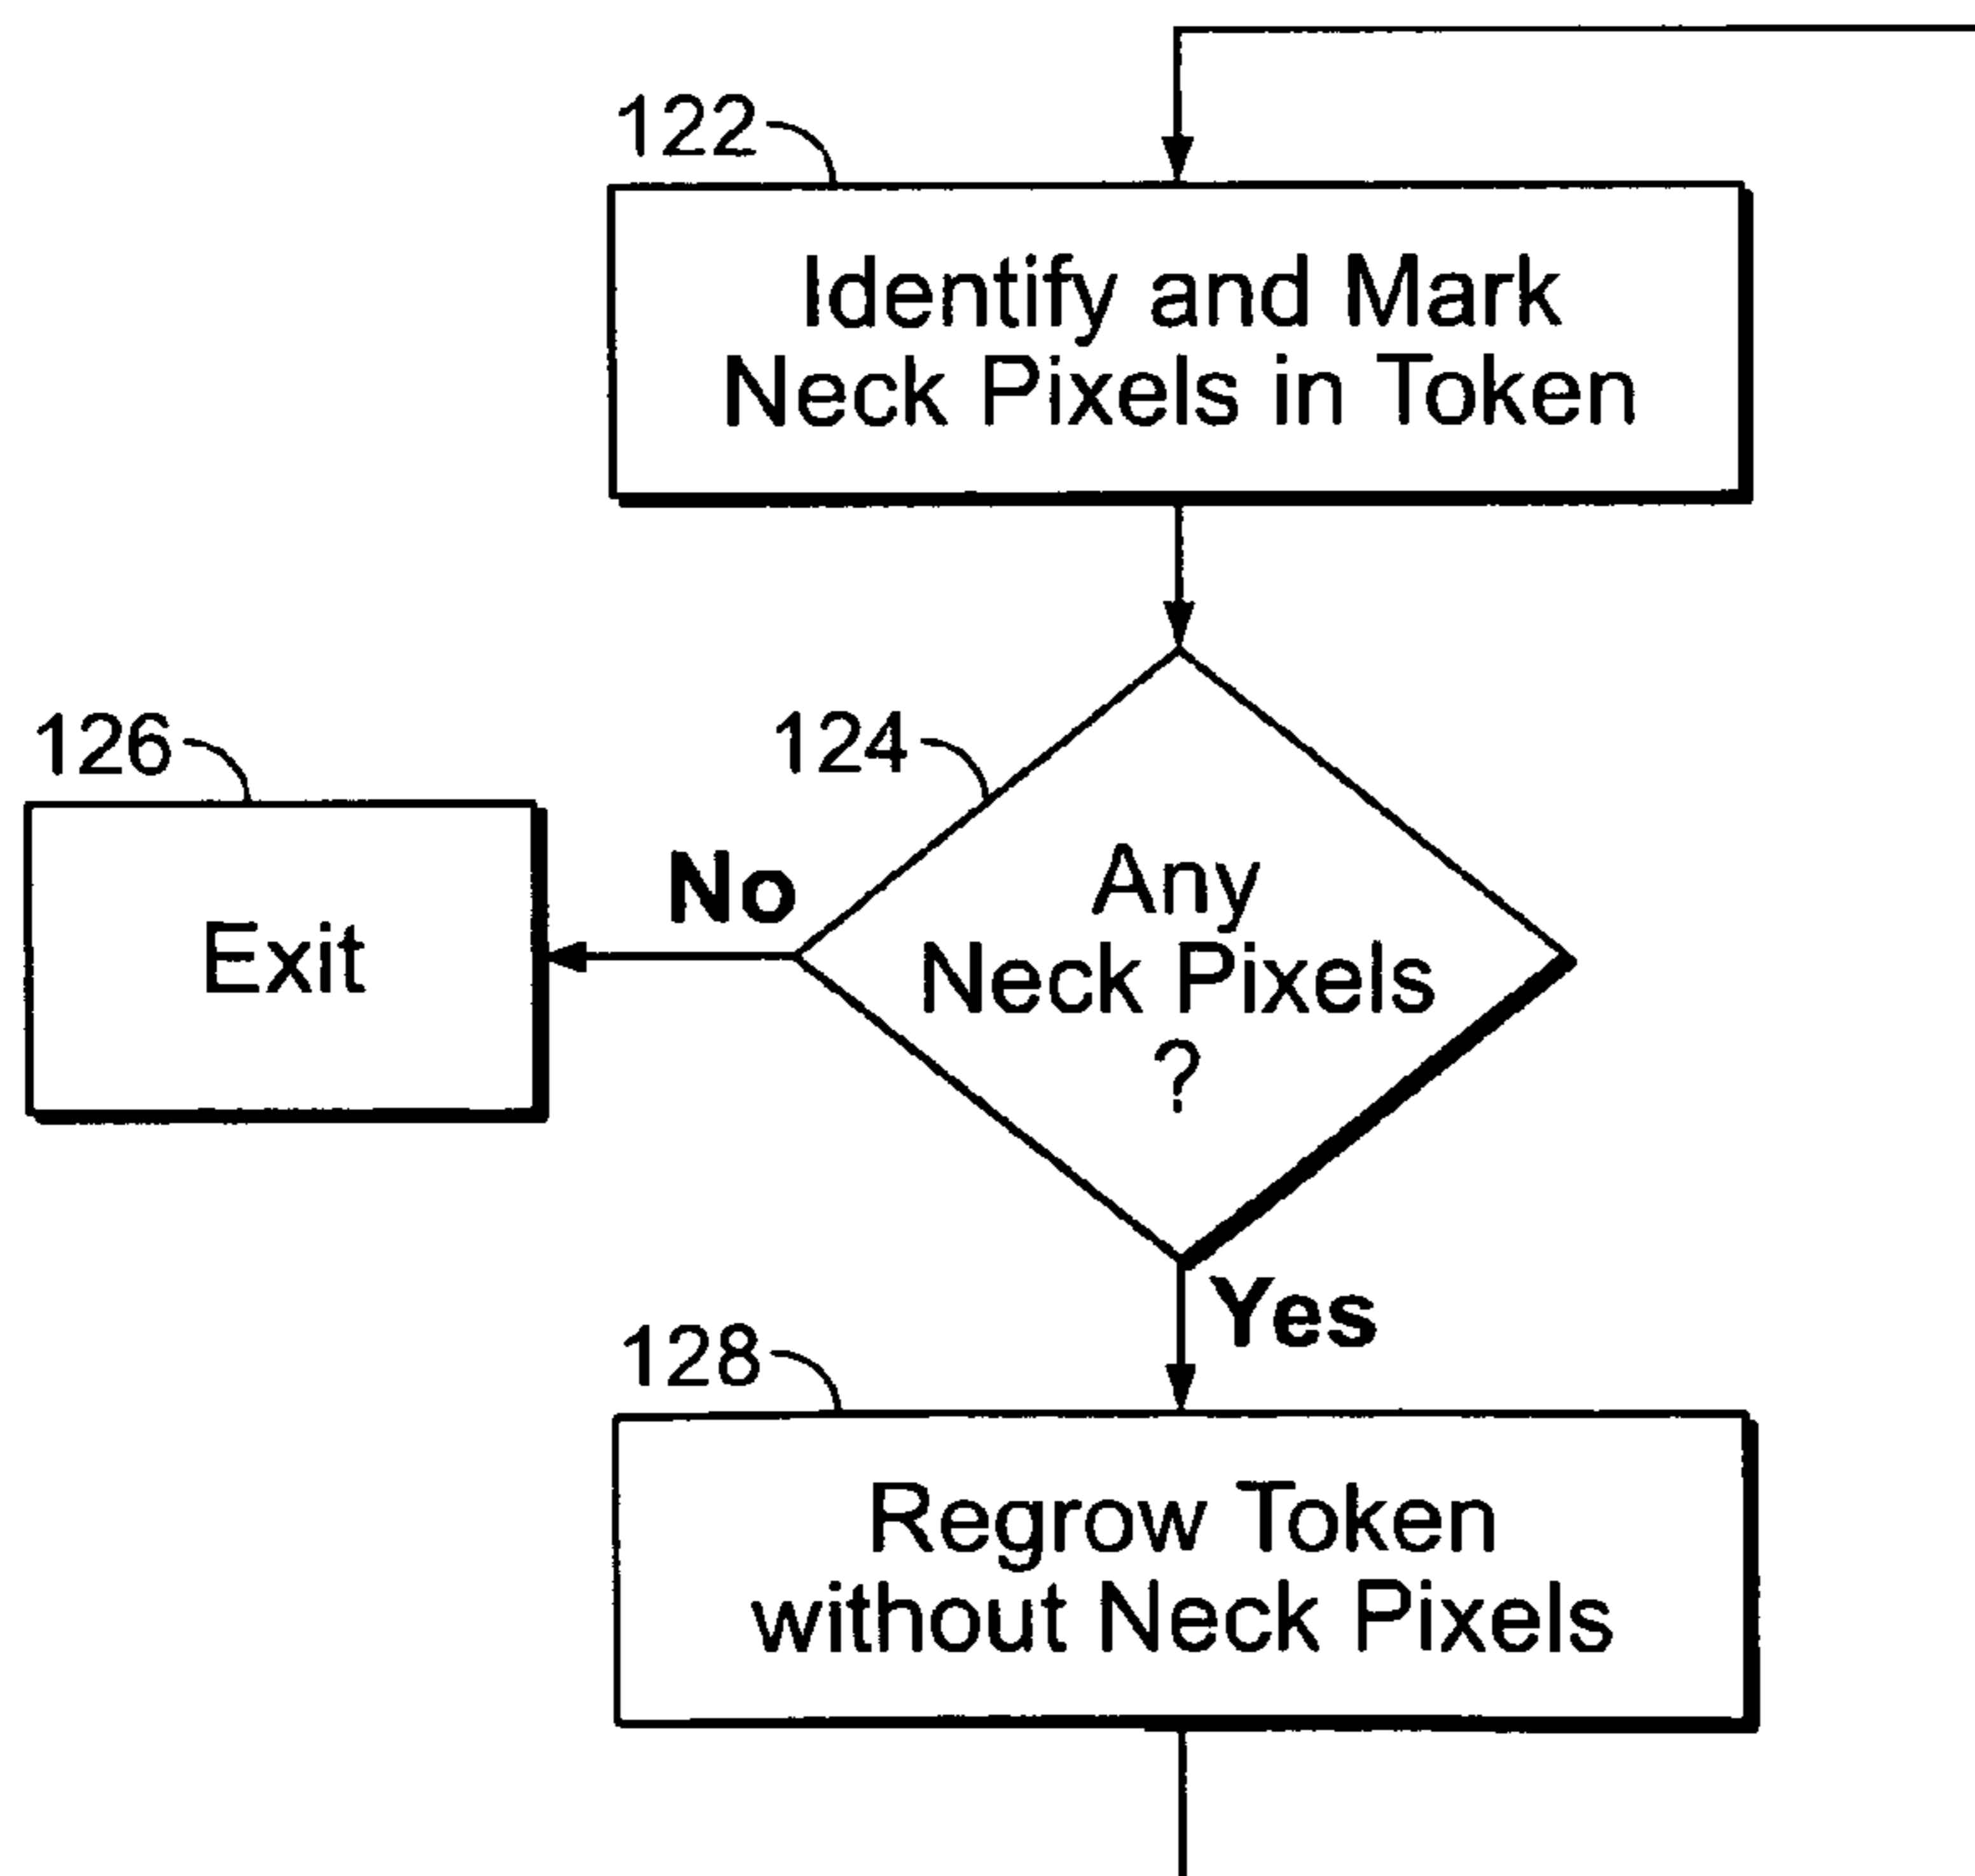 122
Identify and Mark
Neck Pixels in Token
126
124
No
Any
Neck Pixels
?
Exit
Yes
128
Regrow Token
without Neck Pixels